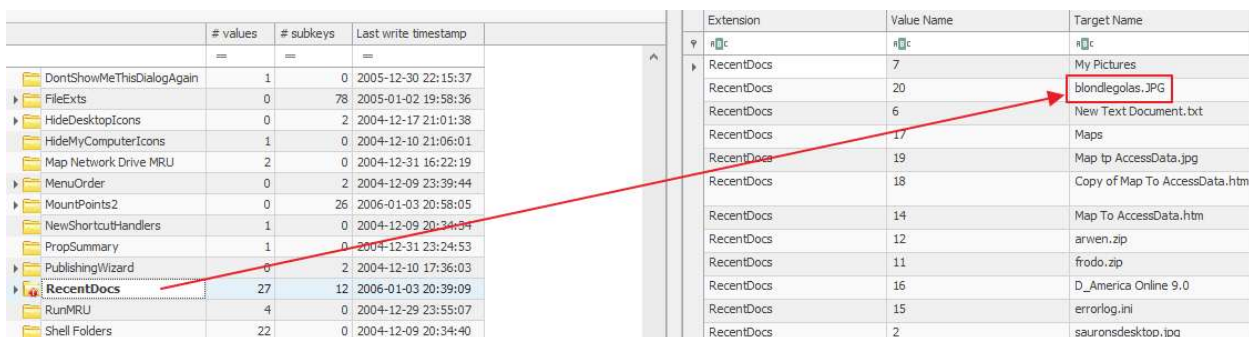 # values # subkeys Last write timestamp
= = =
DontShowMeThisDialogAgain 1 0 2005-12-30 22:15:37
FileExts 0 78 2005-01-02 19:58:36
HideDesktopIcons 0 2 2004-12-17 21:01:38
HideMyComputerIcons 1 0 2004-12-10 21:06:01
Map Network Drive MRU 2 0 2004-12-31 16:22:19
MenuOrder 0 2 2004-12-09 23:39:44
MountPoints2 0 26 2006-01-03 20:58:05
NewShortcutHandlers 1 0 2004-12-09 20:34:34
PropSummary 1 0 2004-12-31 23:24:53
PublishingWizard 0 2 2004-12-10 17:36:03
RecentDocs 27 12 2006-01-03 20:39:09
RunMRU 4 0 2004-12-29 23:55:07
Shell Folders 22 0 2004-12-09 20:34:40
Extension Value Name Target Name
ABC ABC ABC
RecentDocs 7 My Pictures
RecentDocs 20 blondlegolas.JPG
RecentDocs 6 New Text Document.txt
RecentDocs 17 Maps
RecentDocs 19 Map tp AccessData.jpg
RecentDocs 18 Copy of Map To AccessData.htm
RecentDocs 14 Map To AccessData.htm
RecentDocs 12 arwen.zip
RecentDocs 11 frodo.zip
RecentDocs 16 D_America Online 9.0
RecentDocs 15 errorlog.ini
RecentDocs 2 sauronsdesktop.jpg